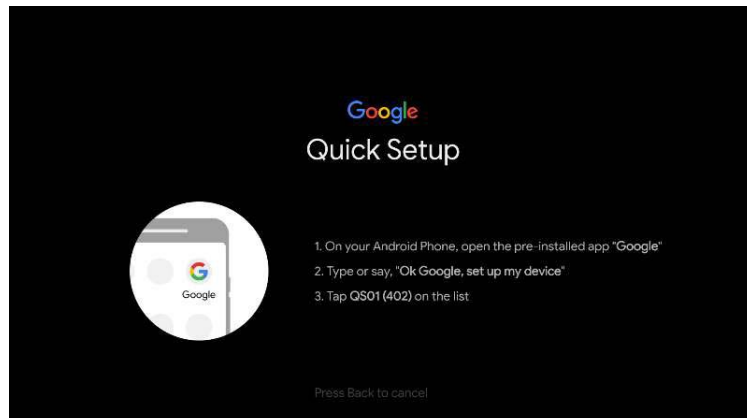 Google
Quick Setup
1. On your Android Phone, open the pre-installed app "Google"
2. Type or say, "Ok Google, set up my device"
3. Tap QS01 (402) on the list
G
Google
Press Back to cancel